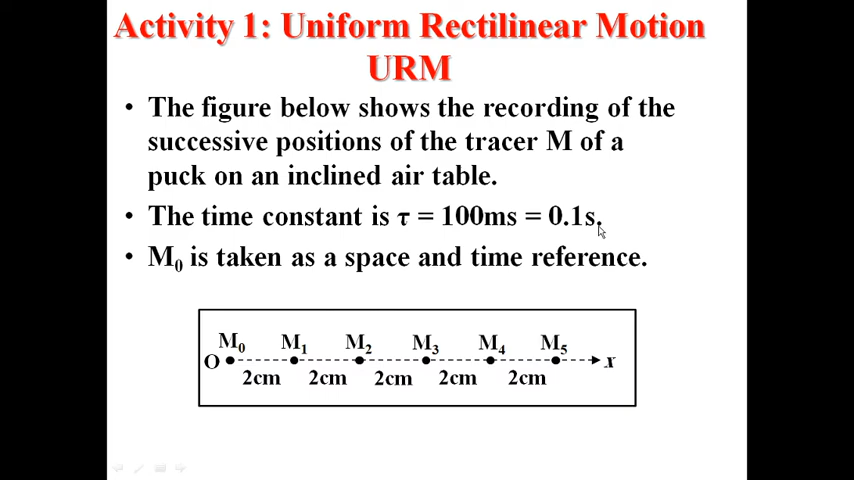 Activity 1: Uniform Rectilinear Motion
URM
• The figure below shows the recording of the
successive positions of the tracer M of a
puck on an inclined air table.
• The time constant is τ = 100ms = 0.1s.
• M₀ is taken as a space and time reference.
M₀ M₁ M₂ M₃ M₄ M₅
O x
2cm 2cm 2cm 2cm 2cm